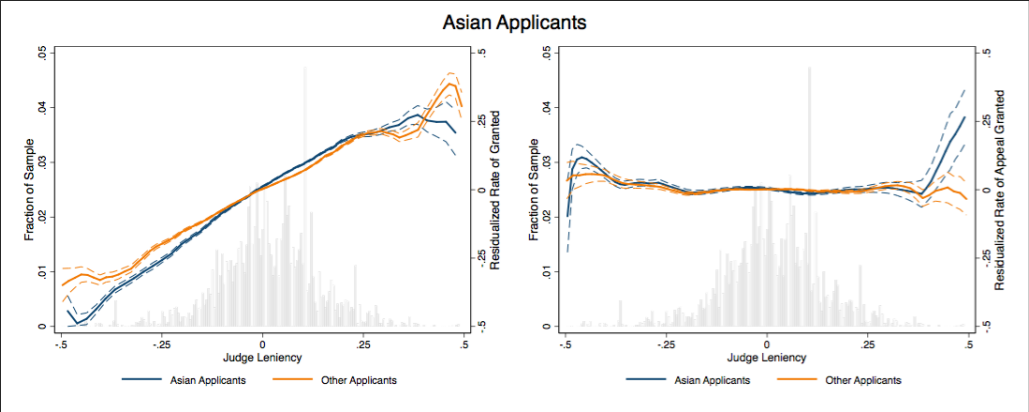 Asian Applicants
Fraction of Sample
0 .01 .02 .03 .04 .05
-.5 -.25 0 .25 .5
Residualized Rate of Granted
-.5 -.25 0 .25 .5
Judge Leniency
Asian Applicants Other Applicants
Fraction of Sample
0 .01 .02 .03 .04 .05
-.5 -.25 0 .25 .5
Residualized Rate of Appeal Granted
-.5 -.25 0 .25 .5
Judge Leniency
Asian Applicants Other Applicants